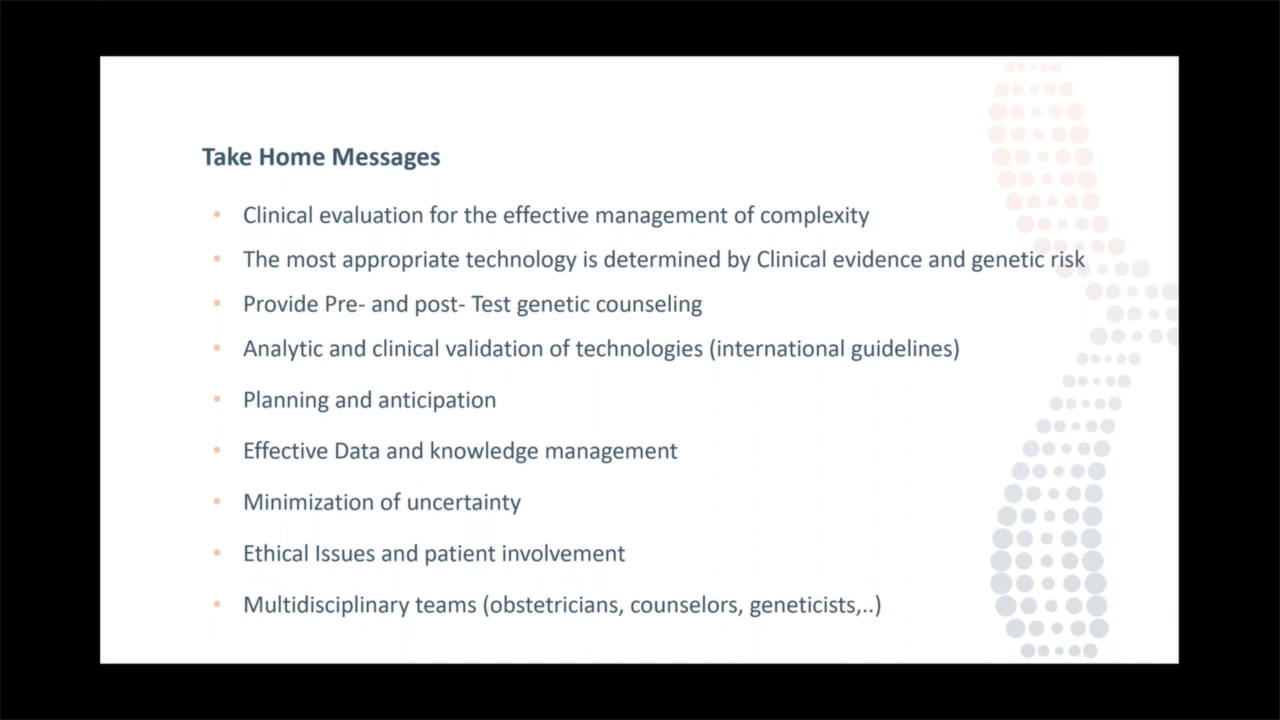 Take Home Messages
• Clinical evaluation for the effective management of complexity
• The most appropriate technology is determined by Clinical evidence and genetic risk
• Provide Pre- and post- Test genetic counseling
• Analytic and clinical validation of technologies (international guidelines)
• Planning and anticipation
• Effective Data and knowledge management
• Minimization of uncertainty
• Ethical Issues and patient involvement
• Multidisciplinary teams (obstetricians, counselors, geneticists,..)